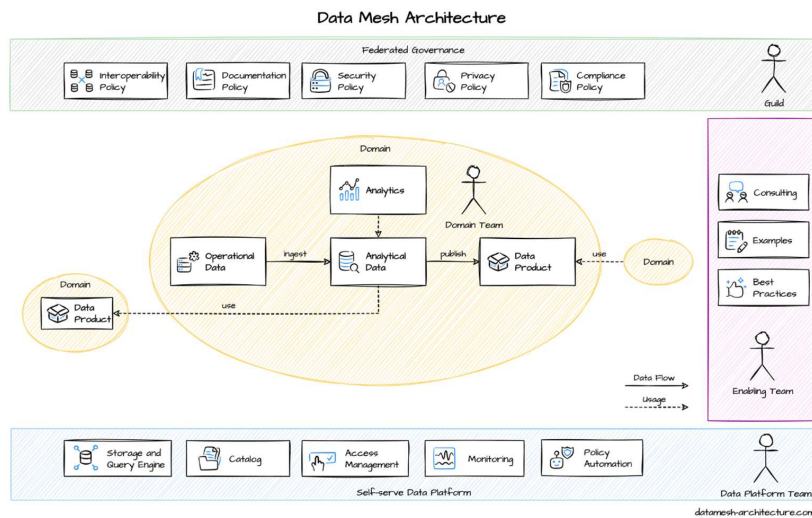 Data Mesh Architecture
Federated Governance
Interoperability
Policy
Documentation
Policy
Security
Policy
Privacy
Policy
Compliance
Policy
Guild
Domain
Analytics
Domain Team
Operational
Data
ingest
Analytical
Data
publish
Data
Product
use
Domain
Domain
Data
Product
use
Consulting
Examples
Best
Practices
Enabling Team
Data Flow
Usage
Storage and
Query Engine
Catalog
Access
Management
Monitoring
Policy
Automation
Self-serve Data Platform
Data Platform Team
datamesh-architecture.com